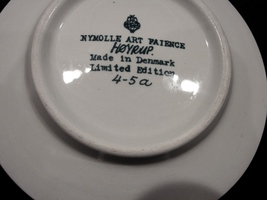 NYMOLLE ART FAIENCE
HOYRUP.
Made in Denmark
Limited Edition
4-5a